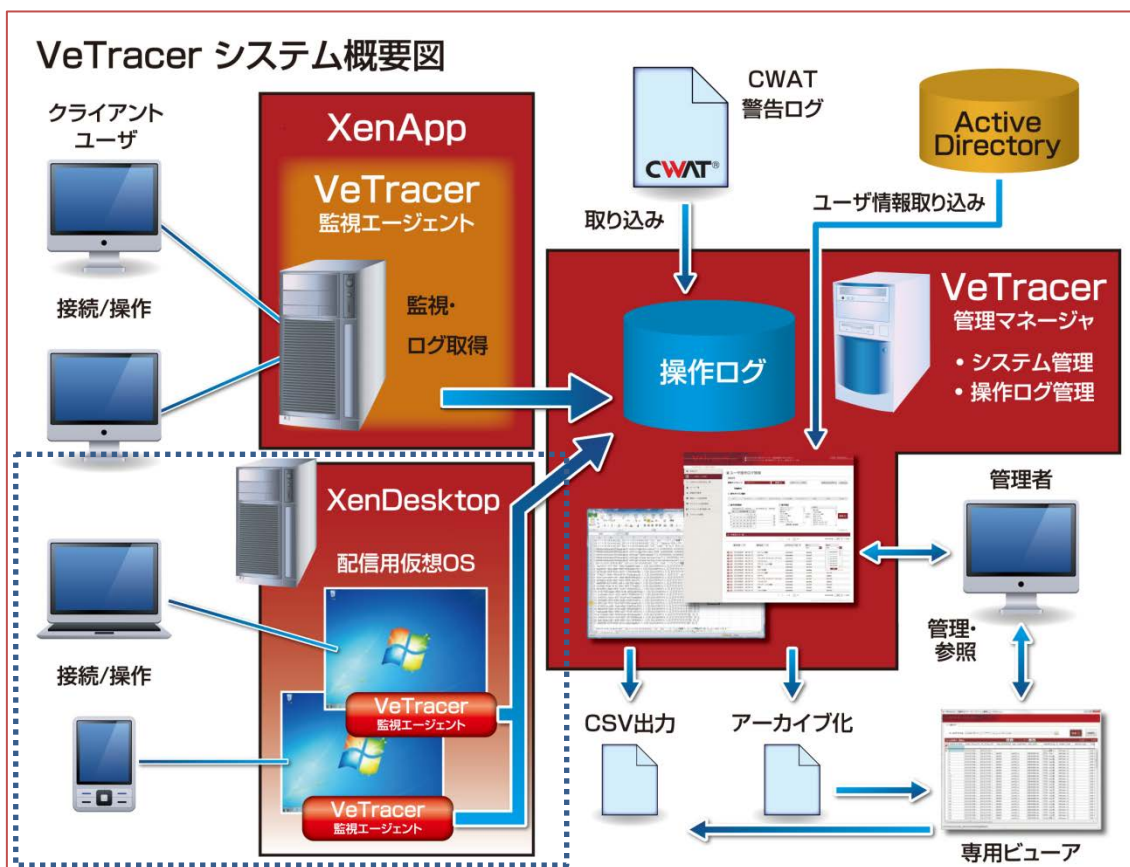 VeTracer システム概要図
クライアント
ユーザ
接続/操作
XenApp
VeTracer
監視エージェント
監視・
ログ取得
CWAT
警告ログ
CWAT®
取り込み
Active
Directory
ユーザ情報取り込み
操作ログ
VeTracer
管理マネージャ
・システム管理
・操作ログ管理
XenDesktop
配信用仮想OS
接続/操作
VeTracer
監視エージェント
VeTracer
監視エージェント
管理者
管理・
参照
CSV出力
アーカイブ化
専用ビューア